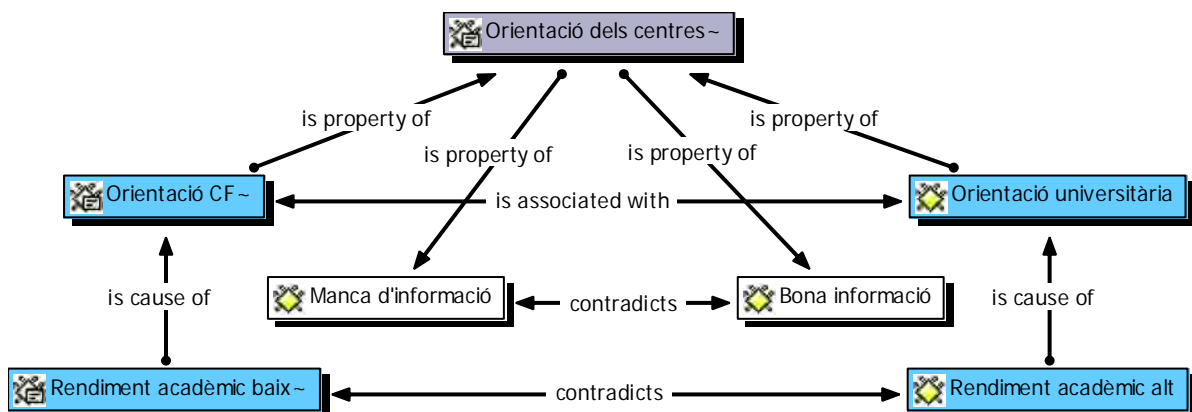 Orientació dels centres~
is property of
is property of
is property of
is property of
Orientació CF~
is associated with
Orientació universitària
is cause of
Manca d'informació
contradicts
Bona informació
is cause of
Rendiment acadèmic baix~
contradicts
Rendiment acadèmic alt